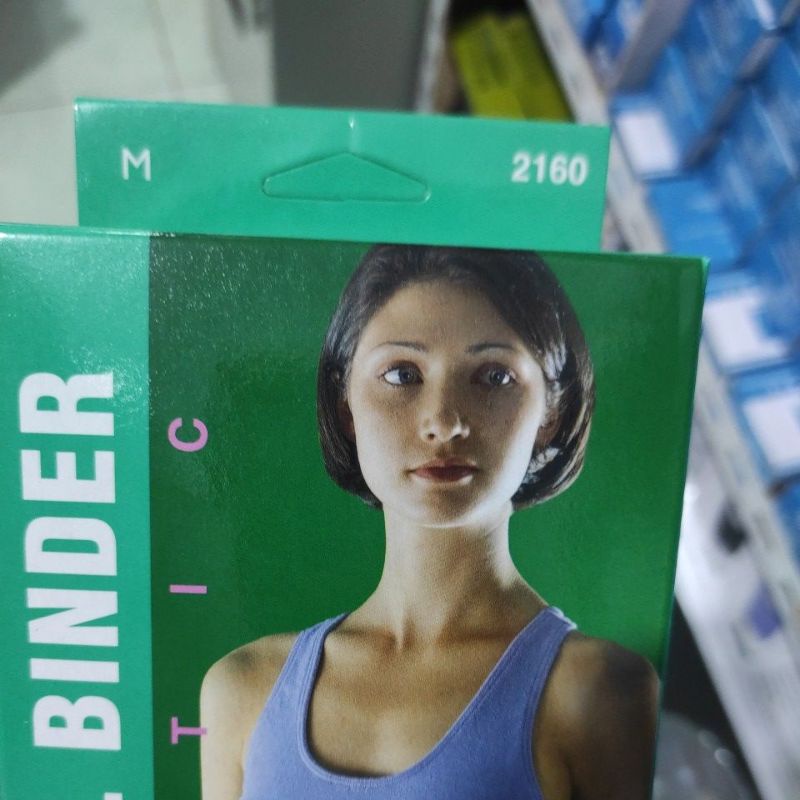 M
2160
BINDER
T I C